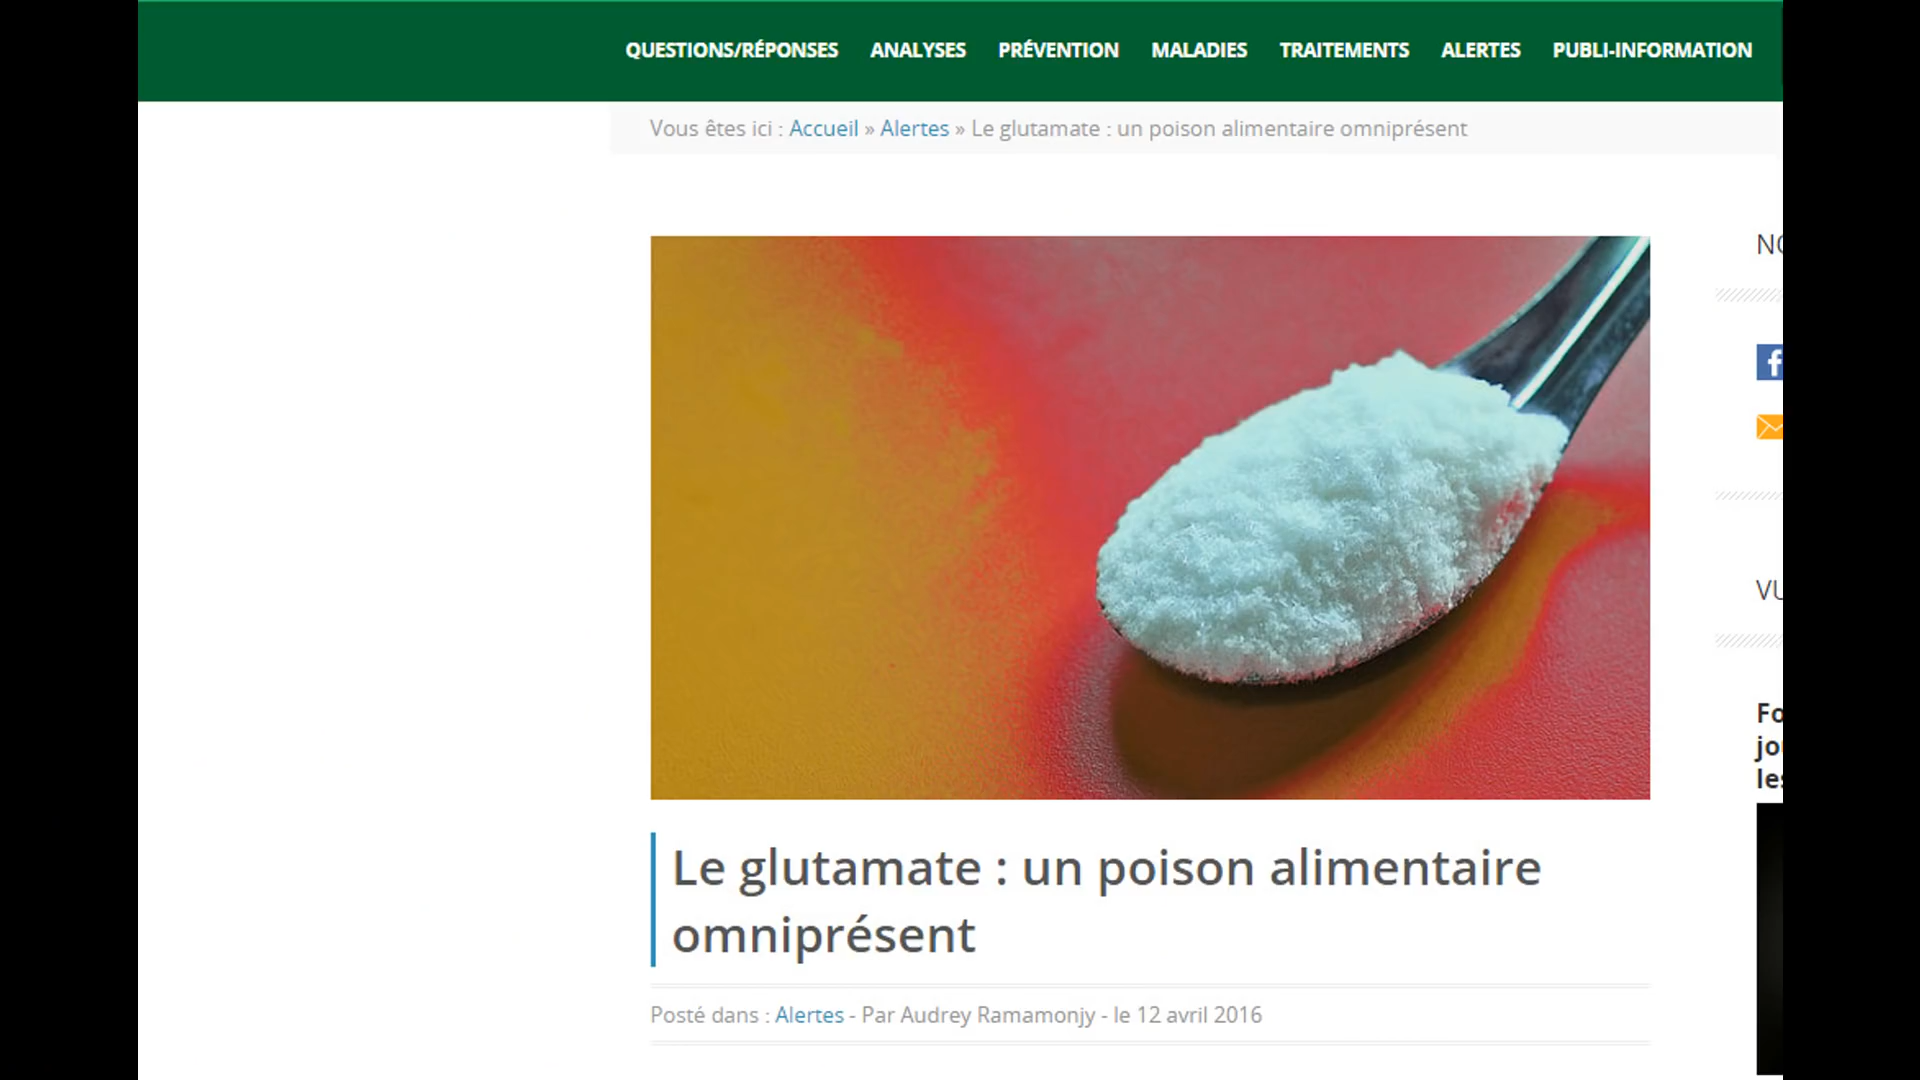 QUESTIONS/RÉPONSES ANALYSES PRÉVENTION MALADIES TRAITEMENTS ALERTES PUBLI-INFORMATION
Vous êtes ici : Accueil » Alertes » Le glutamate : un poison alimentaire omniprésent
Le glutamate : un poison alimentaire
omniprésent
Posté dans : Alertes - Par Audrey Ramamonjy - le 12 avril 2016